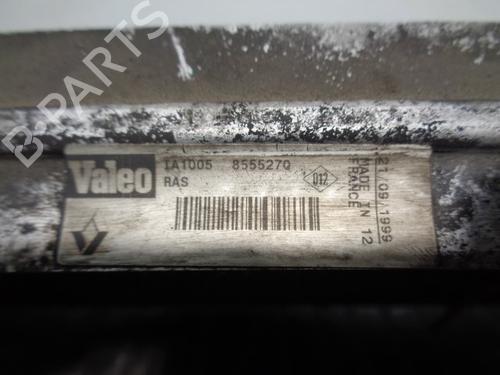 B PARTS
Valeo
1A1005 8555270
RAS
012
MADE IN
FRANCE 12
21.09.1999